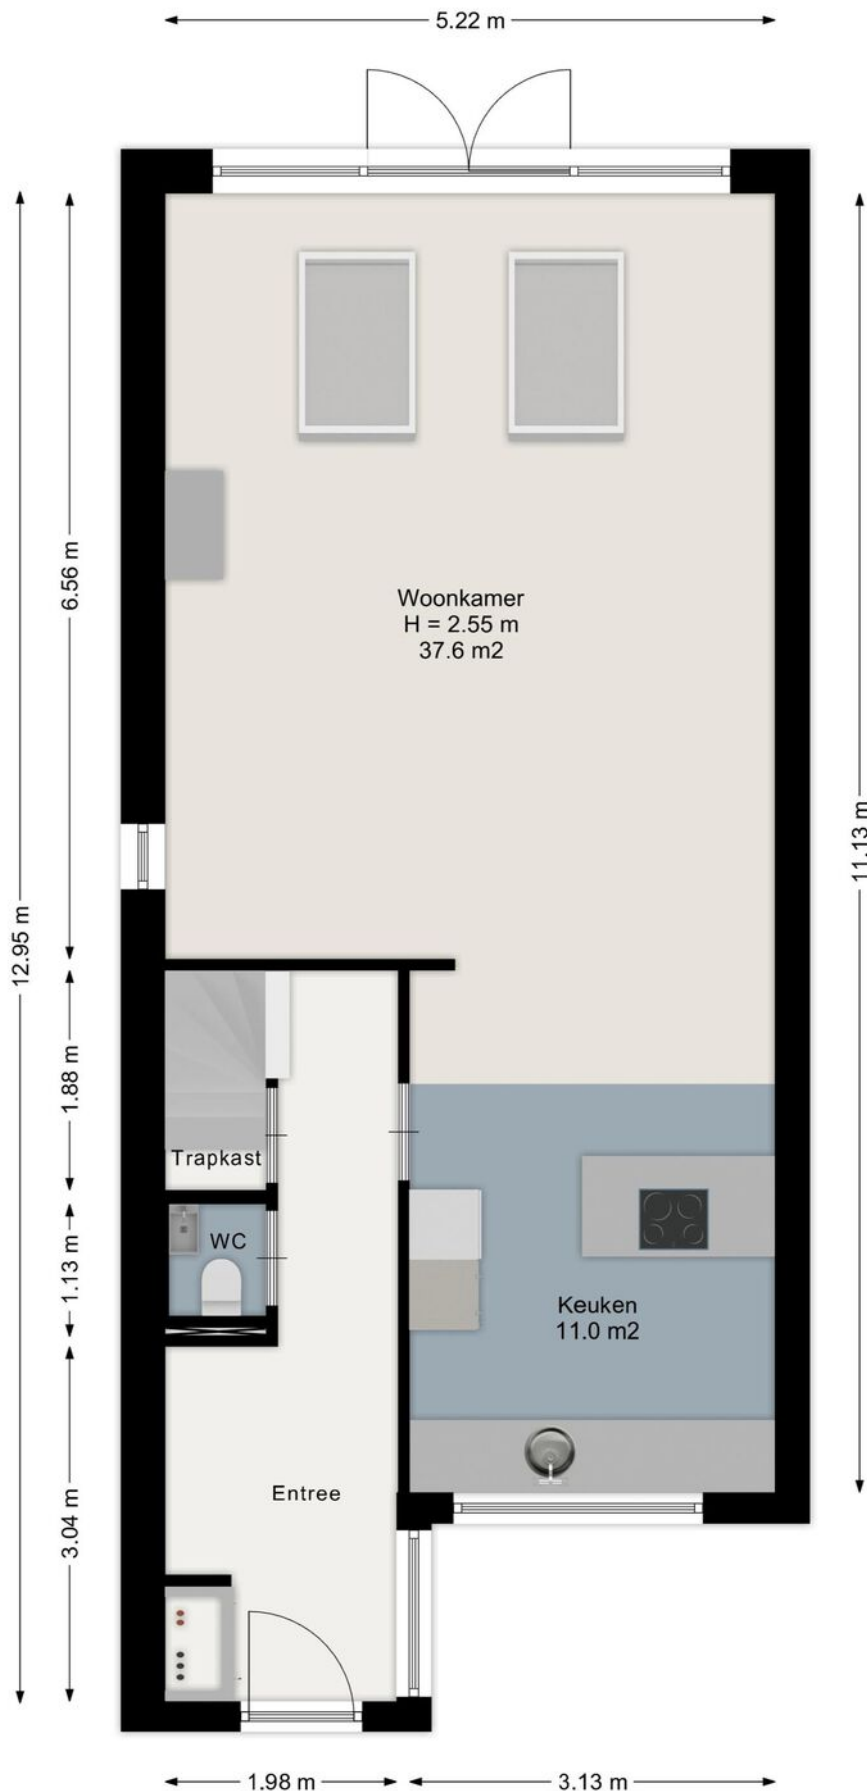 5.22 m
Woonkamer
H = 2.55 m
37.6 m2
6.56 m
11.13 m
12.95 m
1.88 m
Trapkast
WC
1.13 m
Keuken
11.0 m2
Entree
3.04 m
1.98 m
3.13 m